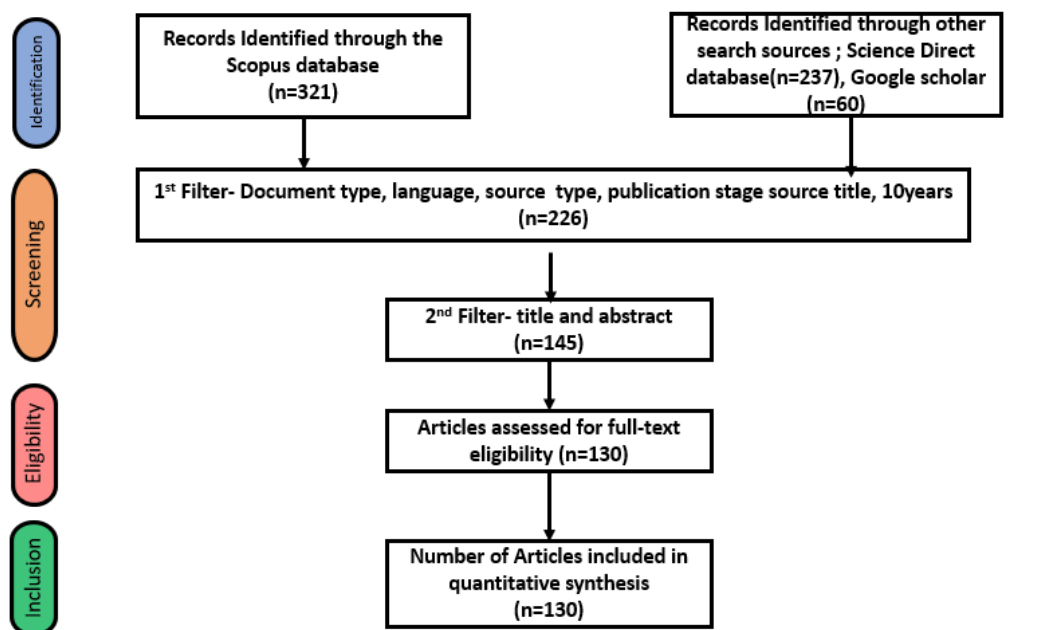 Identification
Records Identified through the
Scopus database
(n=321)
Records Identified through other
search sources ; Science Direct
database(n=237), Google scholar
(n=60)
Screening
1st Filter- Document type, language, source type, publication stage source title, 10years
(n=226)
2nd Filter- title and abstract
(n=145)
Eligibility
Articles assessed for full-text
eligibility (n=130)
Inclusion
Number of Articles included in
quantitative synthesis
(n=130)